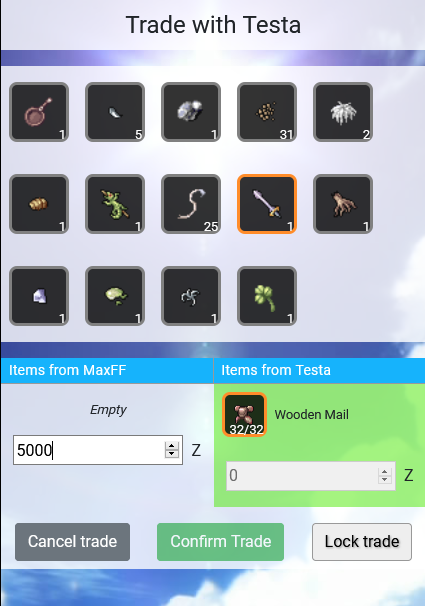 Trade with Testa
1 5 1 31 2
1 1 25 1 1
1 1 1 1
Items from MaxFF Items from Testa
Empty
32/32 Wooden Mail
5000 Z
0 Z
Cancel trade Confirm Trade Lock trade